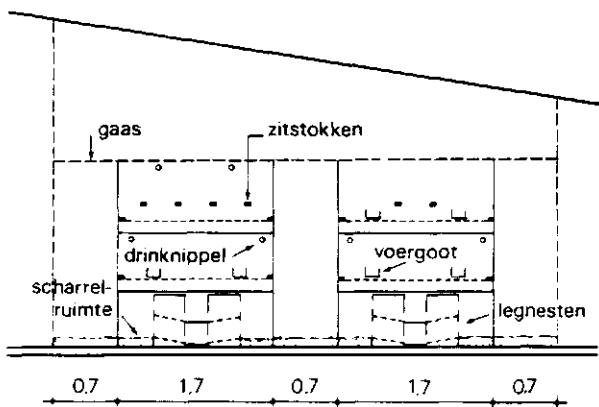 gaas
zitstokken
drinknippel
voergoot
scharrel-
ruimte
legnesten
0,7 1,7 0,7 1,7 0,7